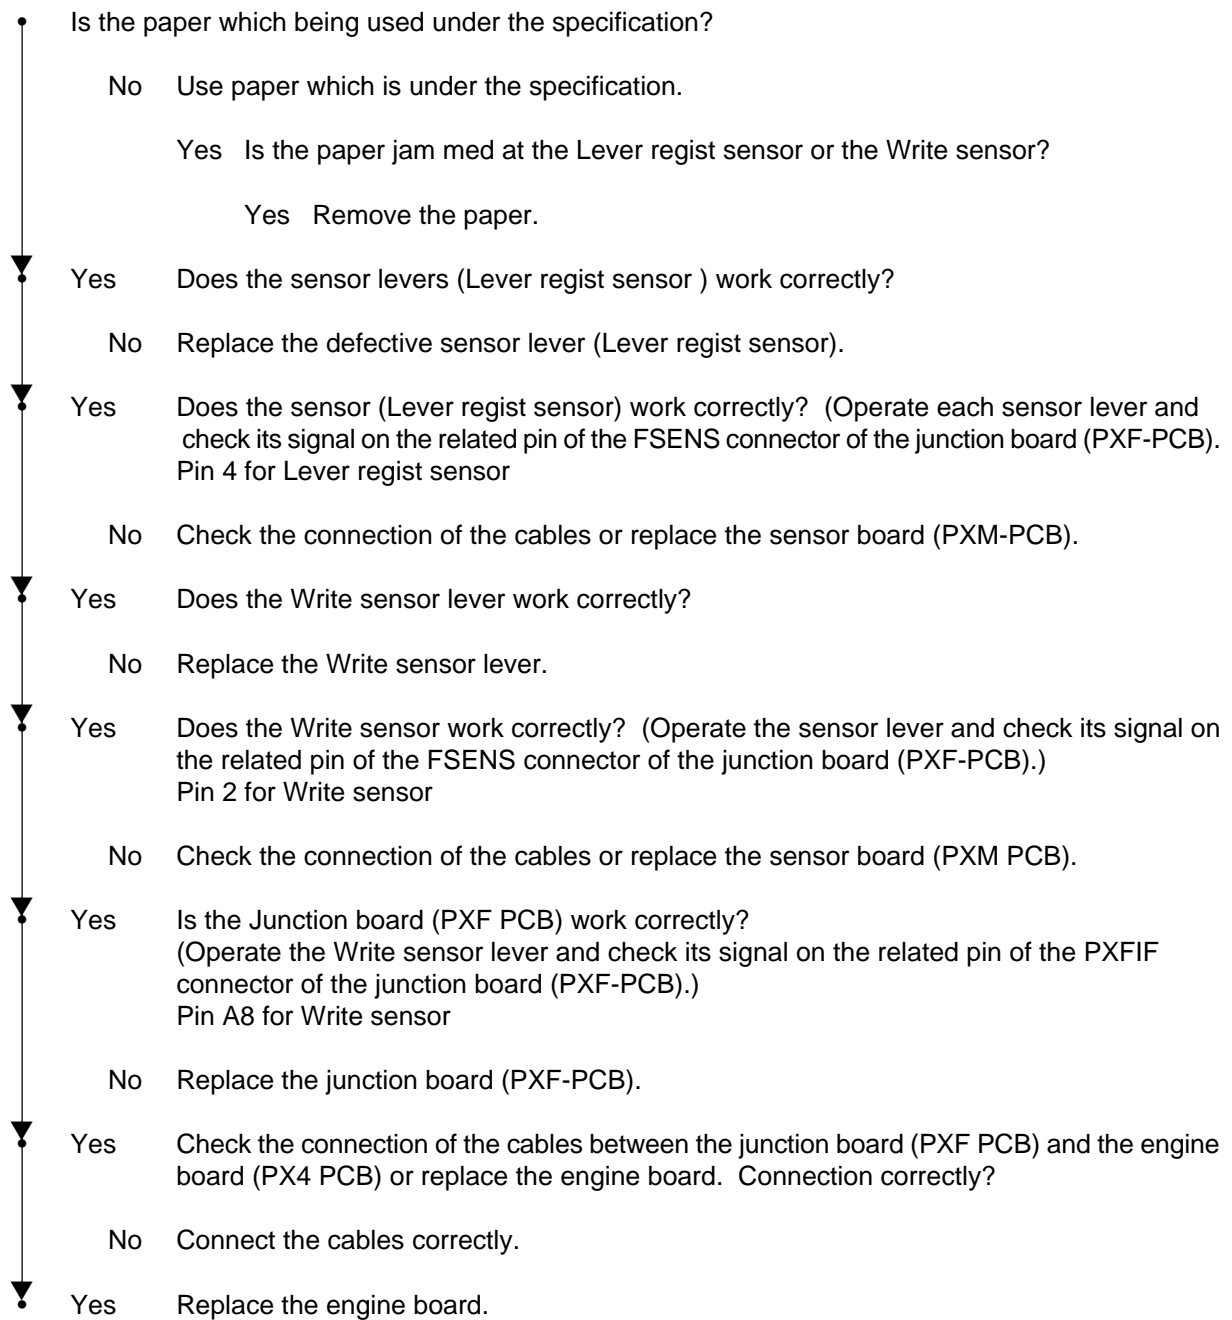 Is the paper which being used under the specification?
No Use paper which is under the specification.
Yes Is the paper jam med at the Lever regist sensor or the Write sensor?
Yes Remove the paper.
Yes Does the sensor levers (Lever regist sensor ) work correctly?
No Replace the defective sensor lever (Lever regist sensor).
Yes Does the sensor (Lever regist sensor) work correctly? (Operate each sensor lever and
check its signal on the related pin of the FSENS connector of the junction board (PXF-PCB).
Pin 4 for Lever regist sensor
No Check the connection of the cables or replace the sensor board (PXM-PCB).
Yes Does the Write sensor lever work correctly?
No Replace the Write sensor lever.
Yes Does the Write sensor work correctly? (Operate the sensor lever and check its signal on
the related pin of the FSENS connector of the junction board (PXF-PCB).)
Pin 2 for Write sensor
No Check the connection of the cables or replace the sensor board (PXM PCB).
Yes Is the Junction board (PXF PCB) work correctly?
(Operate the Write sensor lever and check its signal on the related pin of the PXFIF
connector of the junction board (PXF-PCB).)
Pin A8 for Write sensor
No Replace the junction board (PXF-PCB).
Yes Check the connection of the cables between the junction board (PXF PCB) and the engine
board (PX4 PCB) or replace the engine board. Connection correctly?
No Connect the cables correctly.
Yes Replace the engine board.